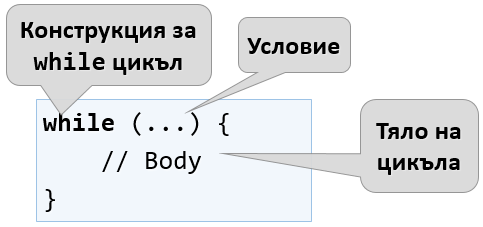 Конструкция за
while цикъл
Условие
while (...) {
    // Body
}
Тяло на
цикъла